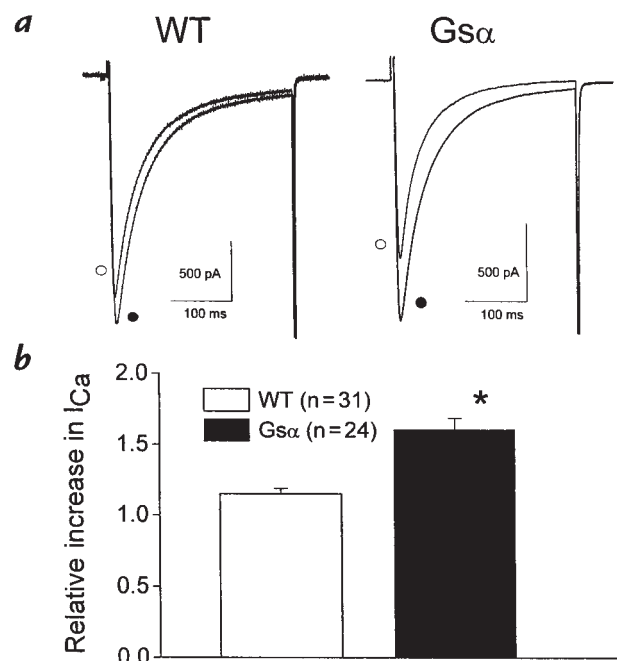 a
WT
Gsα
500 pA
100 ms
500 pA
100 ms
b
Relative increase in ICa
2.0
1.5
1.0
0.5
0.0
WT (n=31)
Gsα (n=24)
*